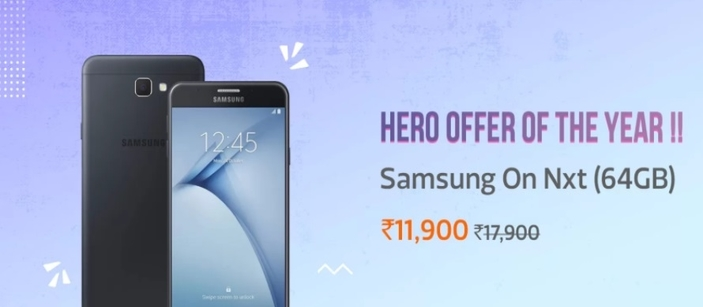 HERO OFFER OF THE YEAR !!
Samsung On Nxt (64GB)
₹11,900 ₹17,900
SAMSUNG
SAMSUNG
12:45